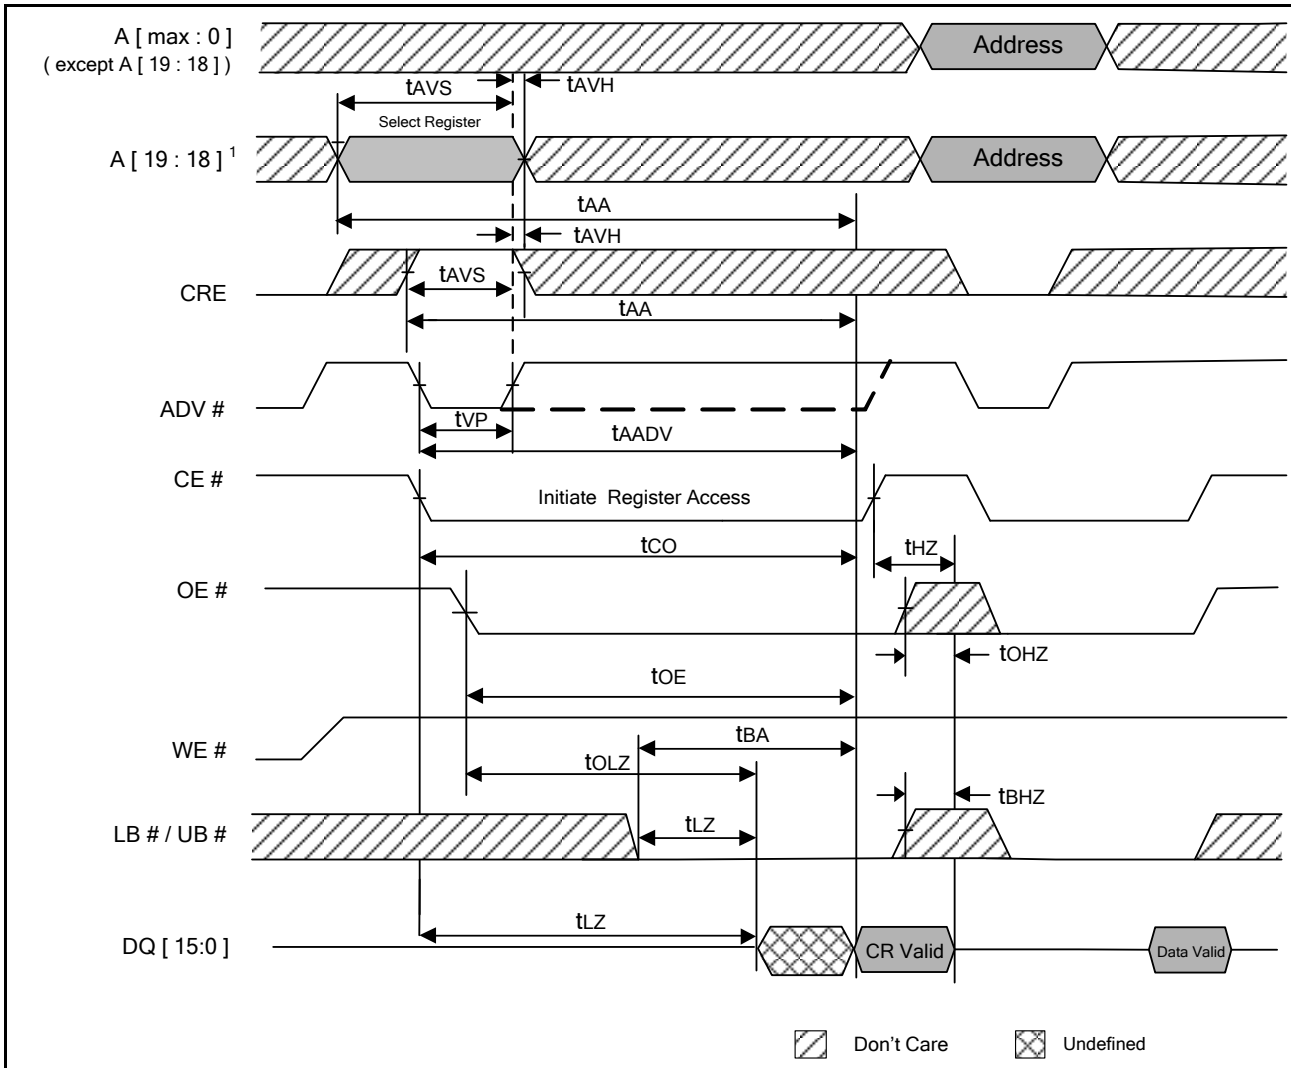 A [ max : 0 ]
( except A [ 19 : 18 ] )
Address
tAVS
tAVH
Select Register
A [ 19 : 18 ] 1
Address
tAA
tAVH
CRE
tAVS
tAA
ADV #
tVP
tAADV
CE #
Initiate Register Access
tCO
tHZ
OE #
tOHZ
tOE
WE #
tBA
tOLZ
tBHZ
LB # / UB #
tLZ
tLZ
DQ [ 15:0 ]
CR Valid
Data Valid
Don't Care
Undefined